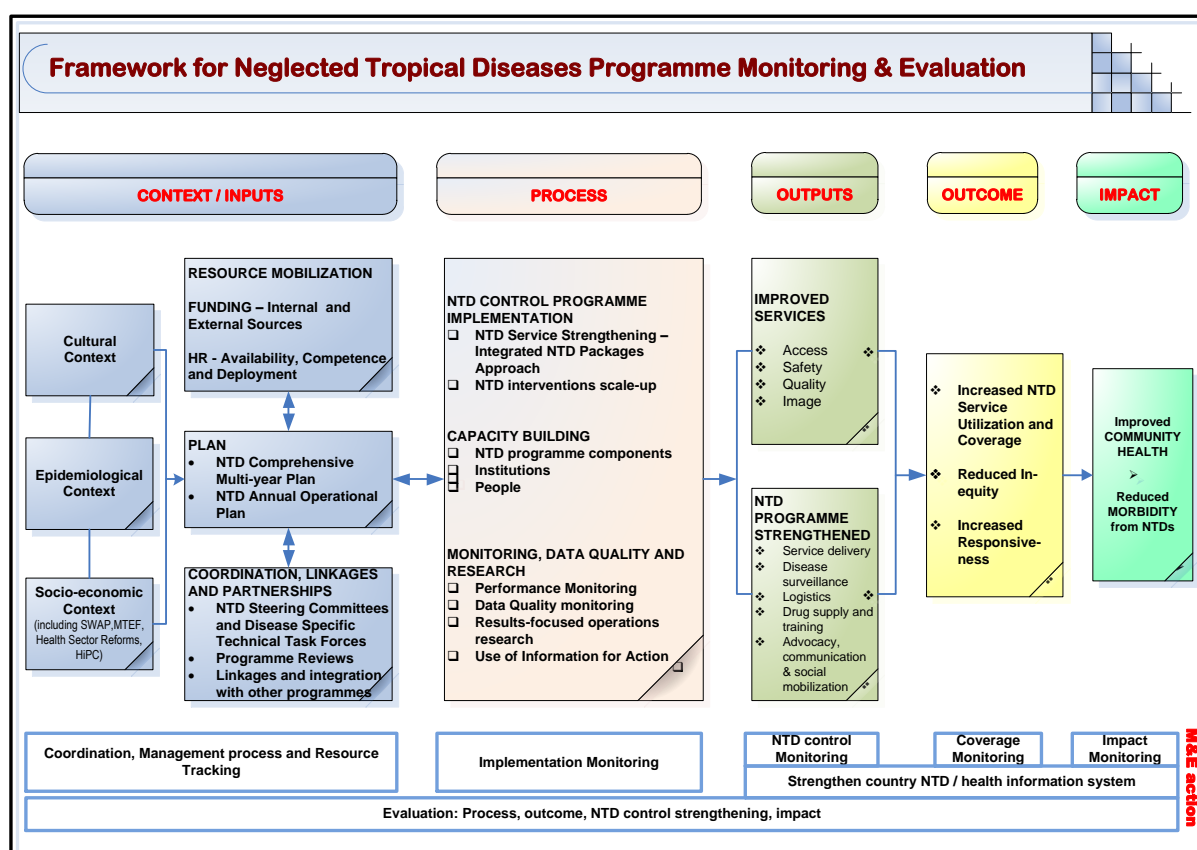 Framework for Neglected Tropical Diseases Programme Monitoring & Evaluation
CONTEXT / INPUTS
PROCESS
OUTPUTS
OUTCOME
IMPACT
Cultural
Context
Epidemiological
Context
Socio-economic
Context
(including SWAP,MTEF,
Health Sector Reforms,
HiPC)
RESOURCE MOBILIZATION
FUNDING – Internal and
External Sources
HR - Availability, Competence
and Deployment
PLAN
• NTD Comprehensive
Multi-year Plan
• NTD Annual Operational
Plan
COORDINATION, LINKAGES
AND PARTNERSHIPS
• NTD Steering Committees
and Disease Specific
Technical Task Forces
• Programme Reviews
• Linkages and integration
with other programmes
NTD CONTROL PROGRAMME
IMPLEMENTATION
❑ NTD Service Strengthening –
Integrated NTD Packages
Approach
❑ NTD interventions scale-up
CAPACITY BUILDING
❑ NTD programme components
❑ Institutions
❑ People
MONITORING, DATA QUALITY AND
RESEARCH
❑ Performance Monitoring
❑ Data Quality monitoring
❑ Results-focused operations
research
❑ Use of Information for Action
IMPROVED
SERVICES
❖ Access
❖ Safety
❖ Quality
❖ Image
NTD
PROGRAMME
STRENGTHENED
❖ Service delivery
❖ Disease
surveillance
❖ Logistics
❖ Drug supply and
training
❖ Advocacy,
communication
& social
mobilization
❖ Increased NTD
Service
Utilization and
Coverage
❖ Reduced In-
equity
❖ Increased
Responsive-
ness
Improved
COMMUNITY
HEALTH
➢
Reduced
MORBIDITY
from NTDs
Coordination, Management process and Resource
Tracking
Implementation Monitoring
NTD control
Monitoring
Coverage
Monitoring
Impact
Monitoring
Strengthen country NTD / health information system
Evaluation: Process, outcome, NTD control strengthening, impact
M&E action